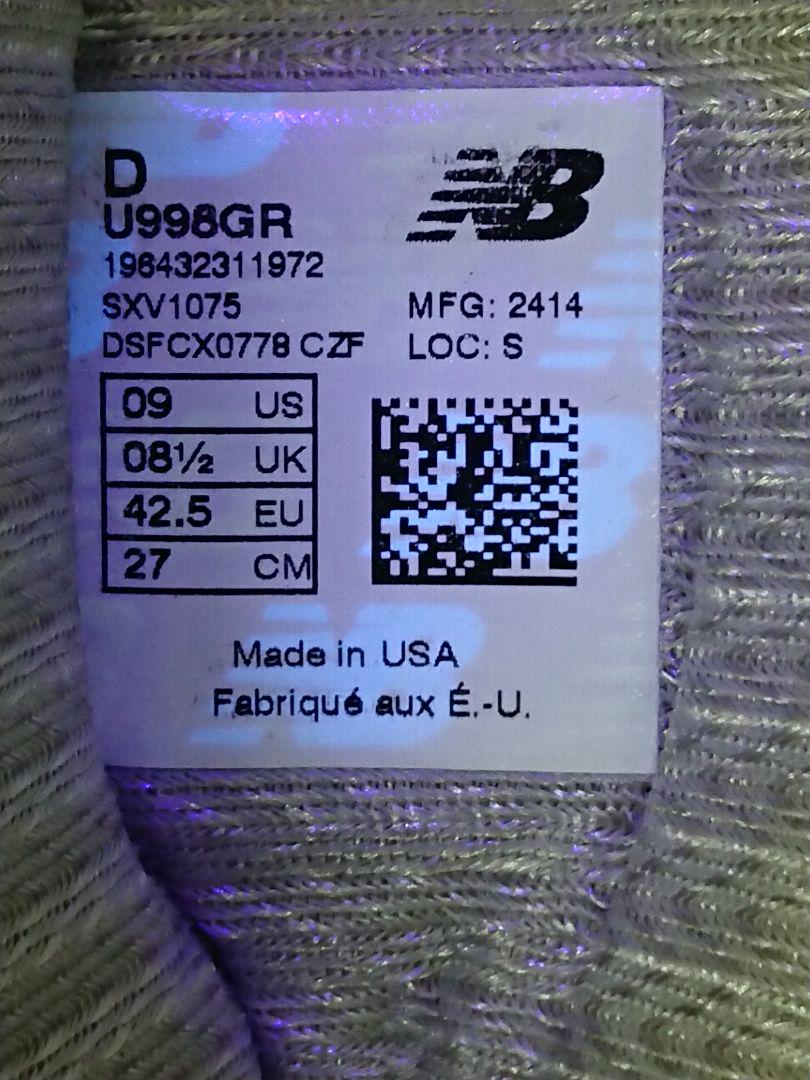 D
NB
U998GR
196432311972
SXV1075
MFG: 2414
DSFCX0778 CZF
LOC: S
09 US
08½ UK
42.5 EU
27 CM
Made in USA
Fabriqué aux É.-U.